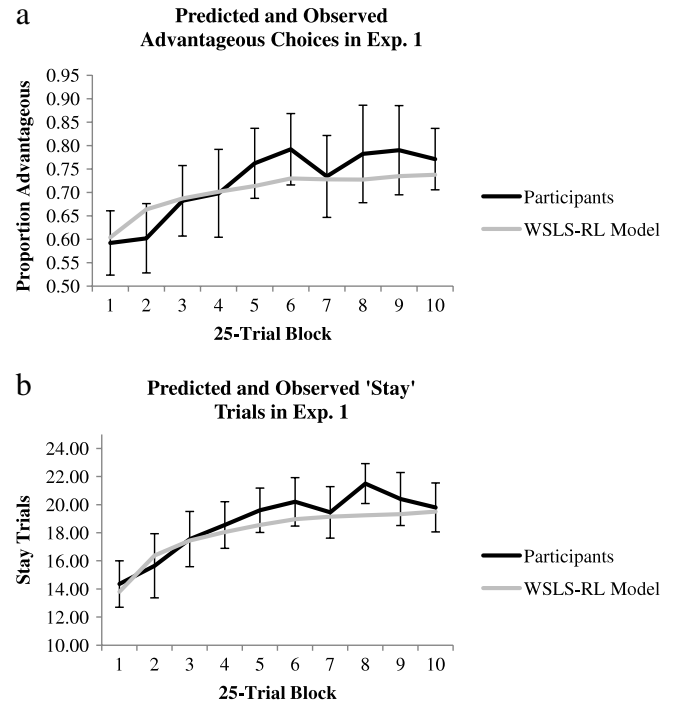 a
Predicted and Observed
Advantageous Choices in Exp. 1
0.95
0.90
0.85
0.80
0.75
0.70
0.65
0.60
0.55
0.50
Proportion Advantageous
1 2 3 4 5 6 7 8 9 10
25-Trial Block
Participants
WSLS-RL Model
b
Predicted and Observed 'Stay'
Trials in Exp. 1
24.00
22.00
20.00
18.00
16.00
14.00
12.00
10.00
Stay Trials
1 2 3 4 5 6 7 8 9 10
25-Trial Block
Participants
WSLS-RL Model